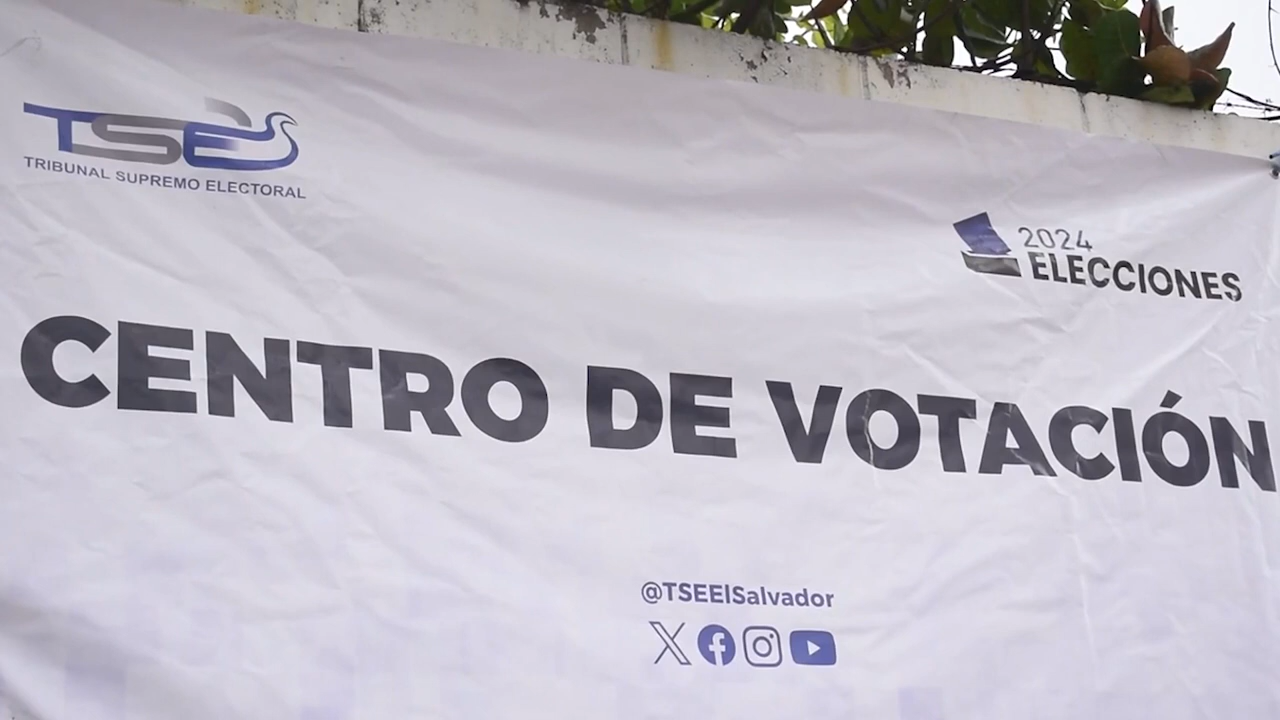 TSE
TRIBUNAL SUPREMO ELECTORAL
2024
ELECCIONES
CENTRO DE VOTACIÓN
@TSEElSalvador